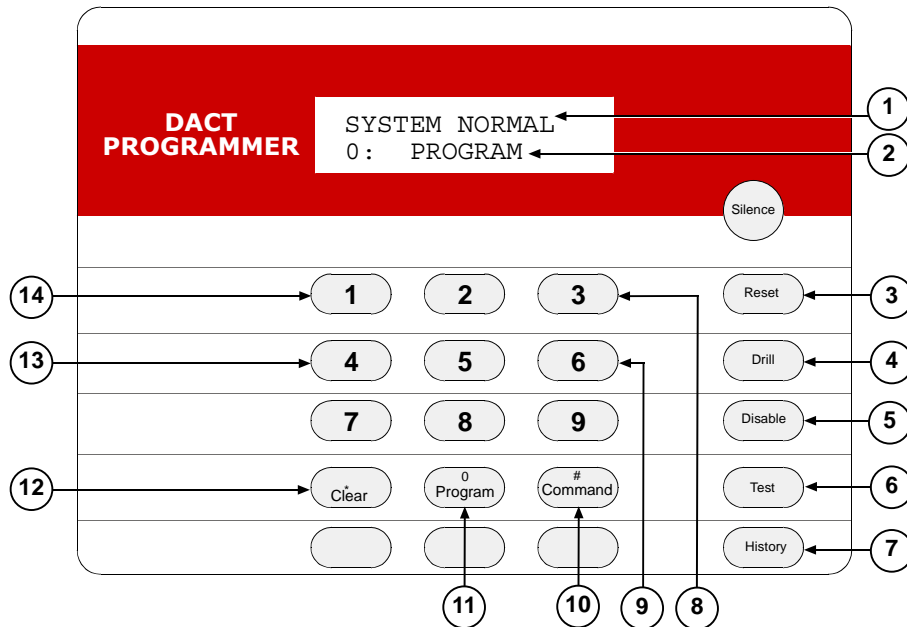 DACT
PROGRAMMER
SYSTEM NORMAL
0: PROGRAM
1
2
Silence
14
1
2
3
Reset
3
13
4
5
6
Drill
4
7
8
9
Disable
5
12
*
Clear
0
Program
#
Command
Test
6
History
7
11
10
9
8